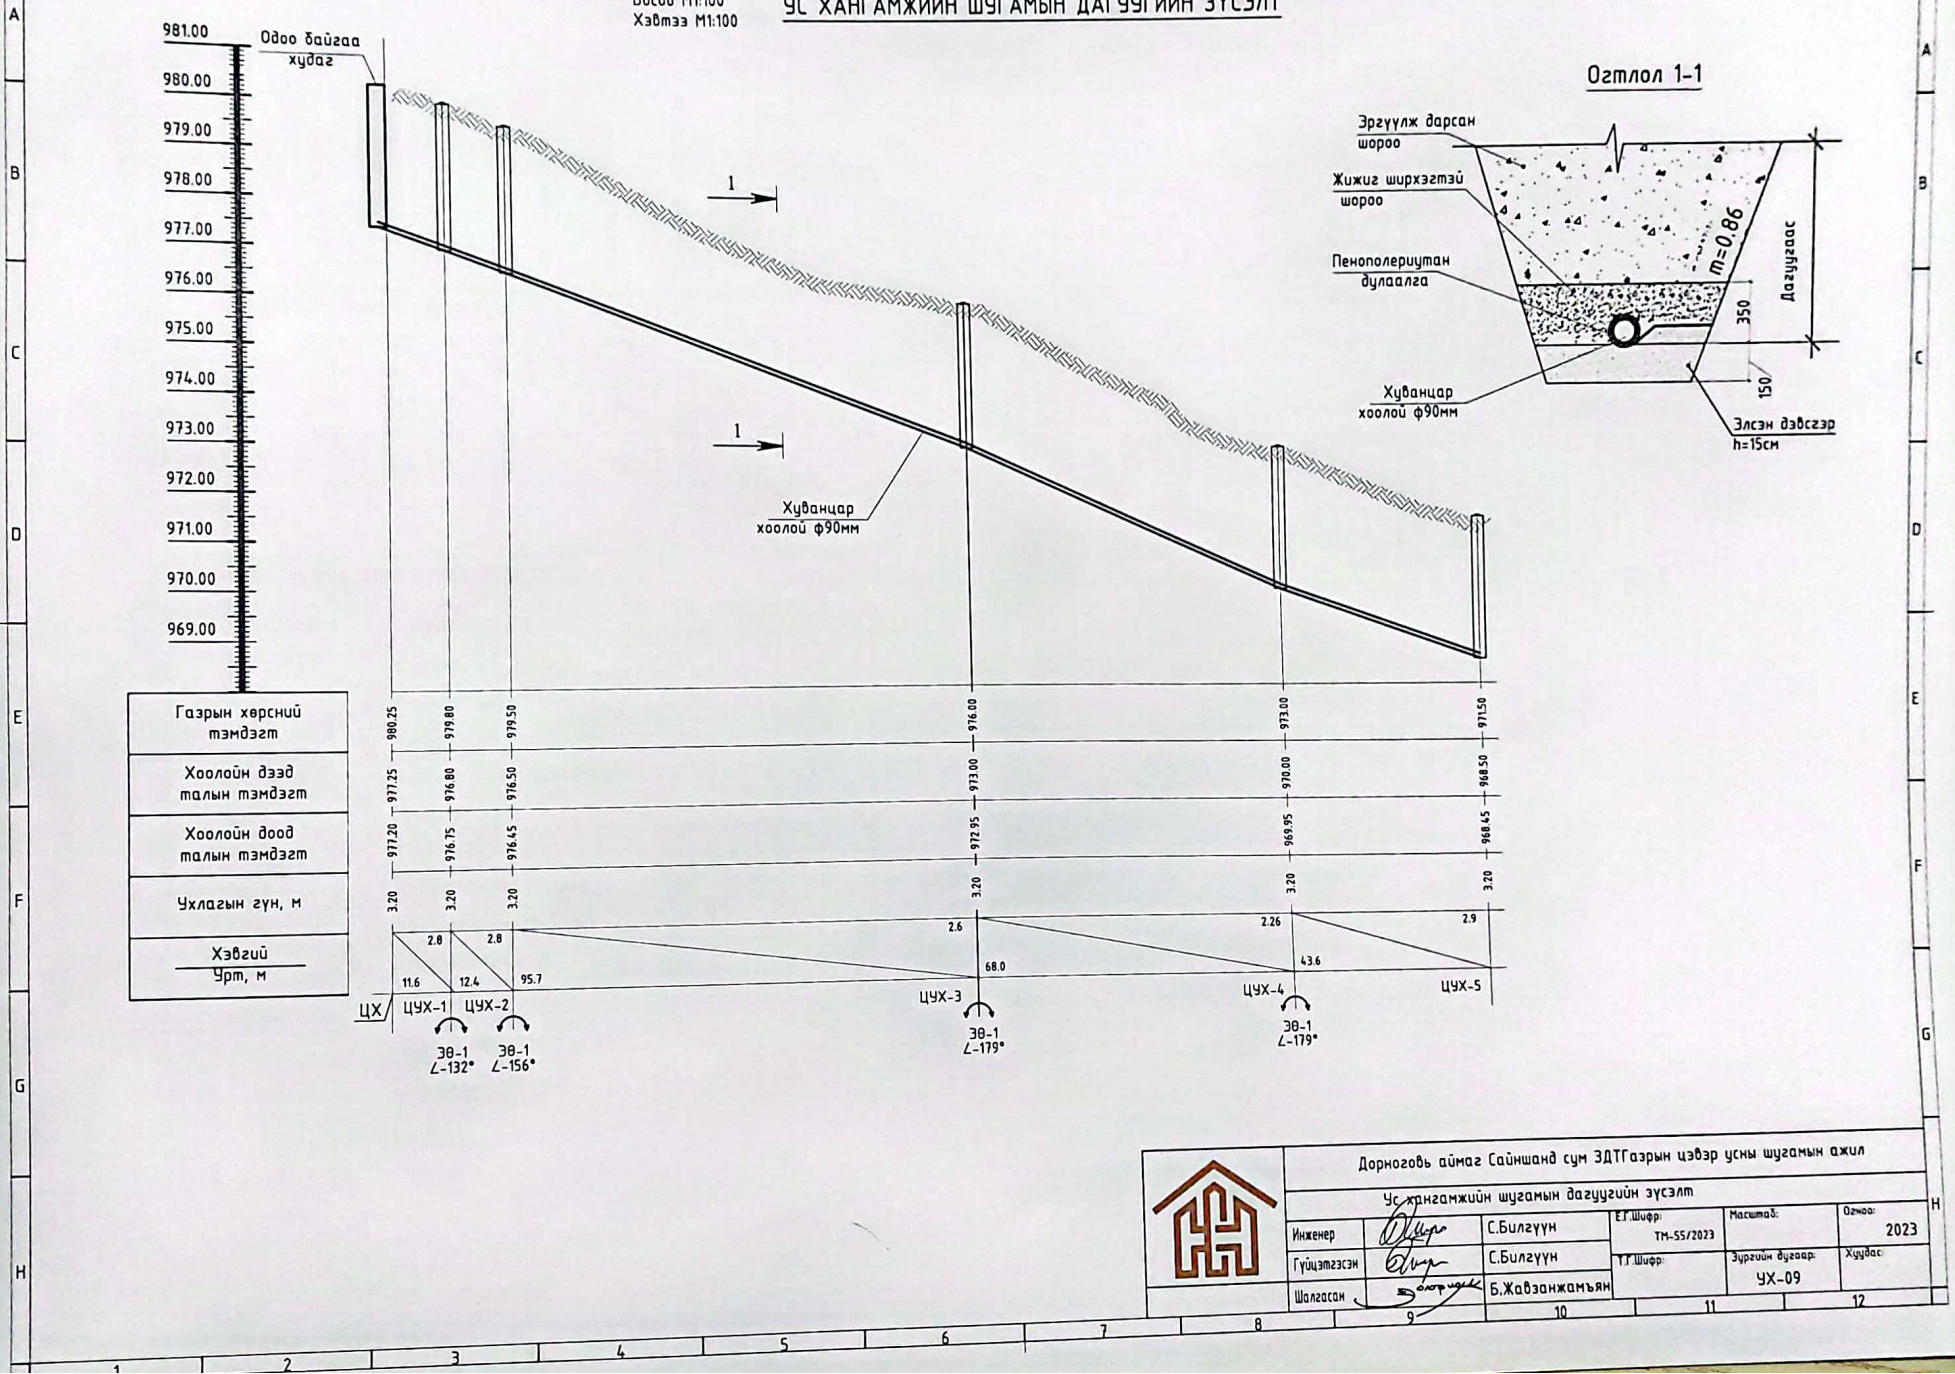 Хэвтээ М1:100
УС ХАНГАМЖИЙН ШУГАМЫН ДАГУУГИЙН ЗҮСЭЛТ
981.00
980.00
979.00
978.00
977.00
976.00
975.00
974.00
973.00
972.00
971.00
970.00
969.00
Одоо байгаа
худаг
1
1
Хуванцар
хоолой ф90мм
Огтлол 1-1
Эргүүлж дарсан
шороо
Жижиг ширхэгтэй
шороо
Пенополериутан
дулаалга
Хуванцар
хоолой ф90мм
m=0.86
Дагуугаас
350
150
Элсэн дэвсгэр
h=15см
Газрын хөрсний
тэмдэгт
980.25 979.80 979.50 976.00 973.00 971.50
Хоолойн дээд
талын тэмдэгт
977.25 976.80 976.50 973.00 970.00 968.50
Хоолойн доод
талын тэмдэгт
977.20 976.75 976.45 972.95 969.95 968.45
Ухлагын гүн, м
3.20 3.20 3.20 3.20 3.20 3.20
Хэвгий
Урт, м
2.8 2.8 2.6 2.26 2.9
11.6 12.4 95.7 68.0 43.6
ЦХ ЦУХ-1 ЦУХ-2 ЦУХ-3 ЦУХ-4 ЦУХ-5
ЗӨ-1 ЗӨ-1 ЗӨ-1 ЗӨ-1
∠-132° ∠-156° ∠-179° ∠-179°
Дорноговь аймаг Сайншанд сум ЗДТГазрын цэвэр усны шугамын ажил
Ус хангамжийн шугамын дагуугийн зүсэлт
Инженер С.Билгүүн Е.Г.Шифр: ТМ-55/2023 Масштаб: Огноо: 2023
Гүйцэтгэсэн С.Билгүүн Т.Г.Шифр: Зургийн дугаар: УХ-09 Хуудас:
Шалгасан Б.Жавзанжамъян
A
B
C
D
E
F
G
H
A
B
C
D
E
F
G
H
1 2 3 4 5 6 7 8 9 10 11 12